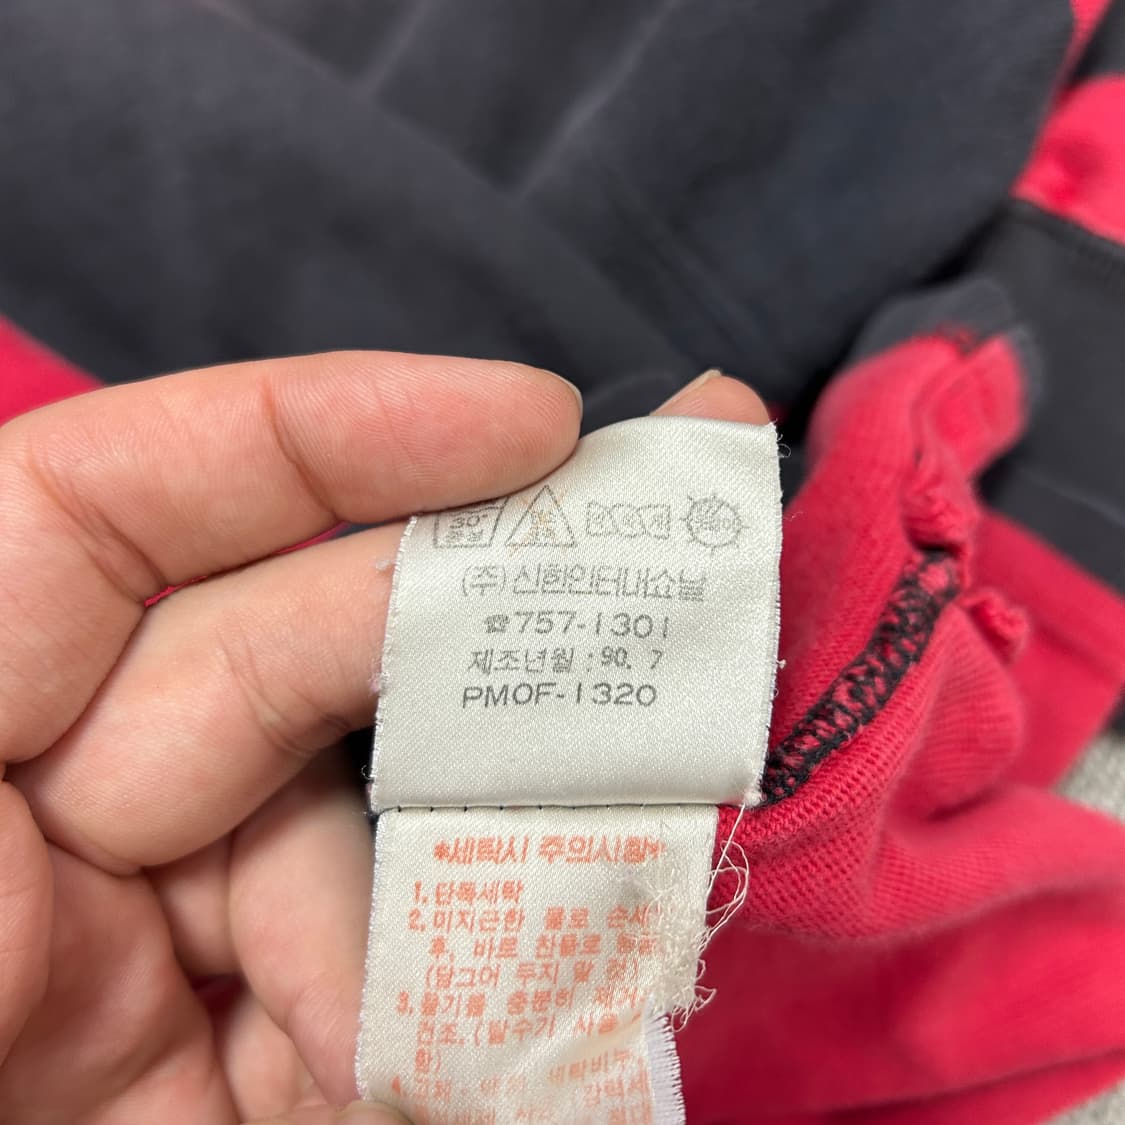 30°
(주)신한인터내쇼날
☎757-1301
제조년월 : 90. 7
PMOF-1320
*세탁시 주의사항*
1. 단독세탁
2. 미지근한 물로 손세
후, 바로 찬물로
(담그어 두지 말 것)
3. 물기를 충분히 제거
건조. (탈수기 사용
함)